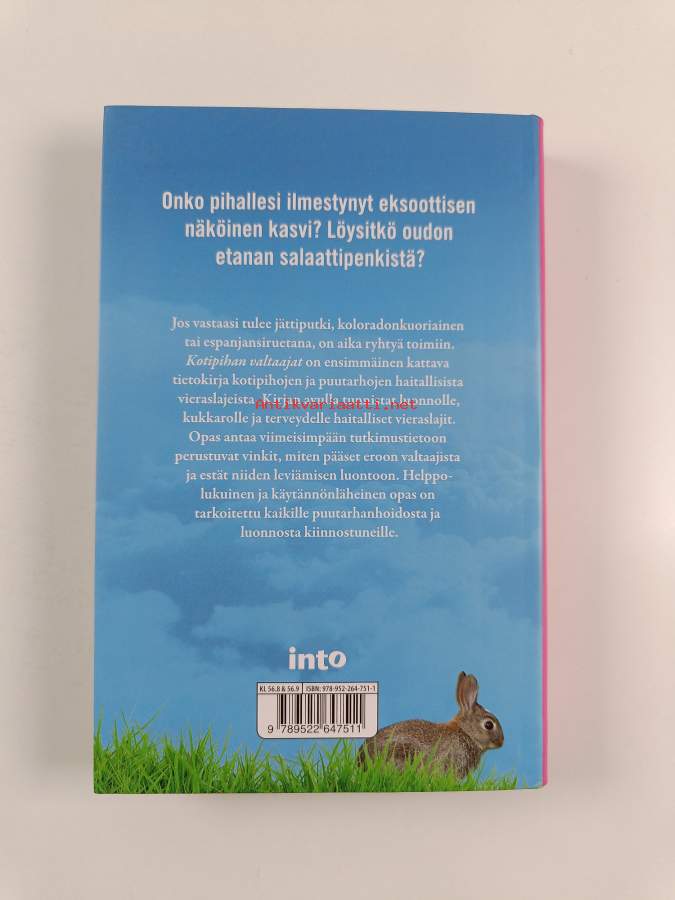 Onko pihallesi ilmestynyt eksoottisen
näköinen kasvi? Löysitkö oudon
etanan salaattipenkistä?
Jos vastaasi tulee jättiputki, koloradonkuoriainen
tai espanjansiruetana, on aika ryhtyä toimiin.
Kotipihan valtaajat on ensimmäinen kattava
tietokirja kotipihojen ja puutarhojen haitallisista
vieraslajeista. Kirjan avulla tunnistat luonnolle,
Antikvariaatti.net
kukkarolle ja terveydelle haitalliset vieraslajit.
Opas antaa viimeisimpään tutkimustietoon
perustuvat vinkit, miten pääset eroon valtaajista
ja estät niiden leviämisen luontoon. Helppo-
lukuinen ja käytännönläheinen opas on
tarkoitettu kaikille puutarhanhoidosta ja
luonnosta kiinnostuneille.
into
KL 56.8 & 56.9 ISBN: 978-952-264-751-1
9 789522 647511